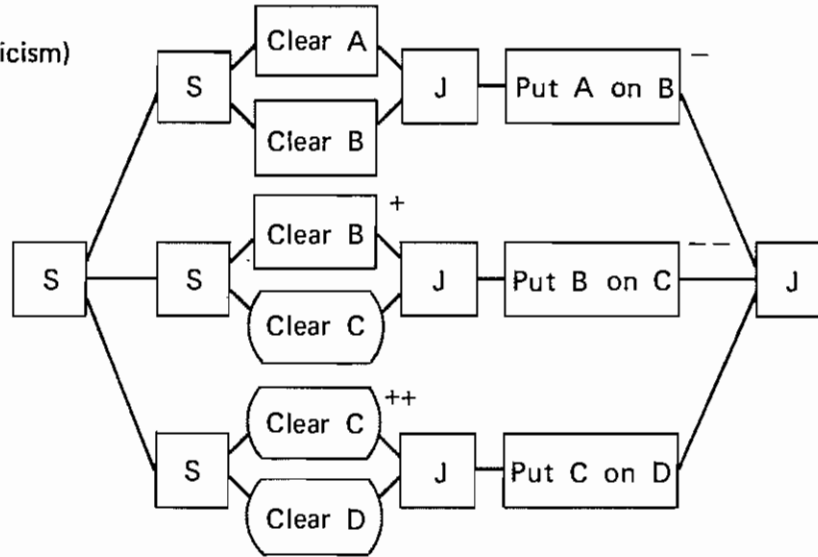 icism)
S
Clear A
Clear B
J
Put A on B
−
S
S
Clear B
+
Clear C
J
Put B on C
− −
J
S
Clear C
++
Clear D
J
Put C on D